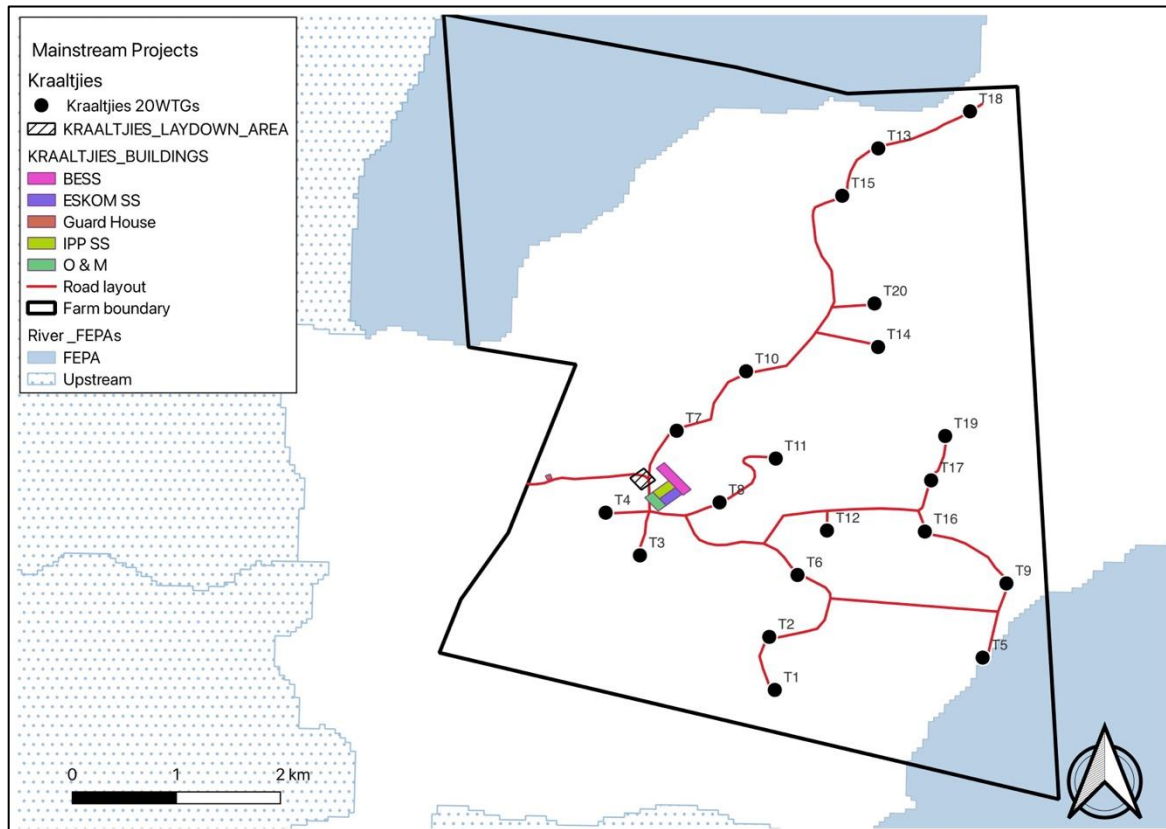 Mainstream Projects
Kraaltjies
Kraaltjies 20WTGs
KRAALTJIES_LAYDOWN_AREA
KRAALTJIES_BUILDINGS
BESS
ESKOM SS
Guard House
IPP SS
O & M
Road layout
Farm boundary
River _FEPAs
FEPA
Upstream
T18
T13
T15
T20
T14
T10
T7
T19
T11
T17
T8
T4
T16
T12
T3
T6
T9
T2
T5
T1
0 1 2 km